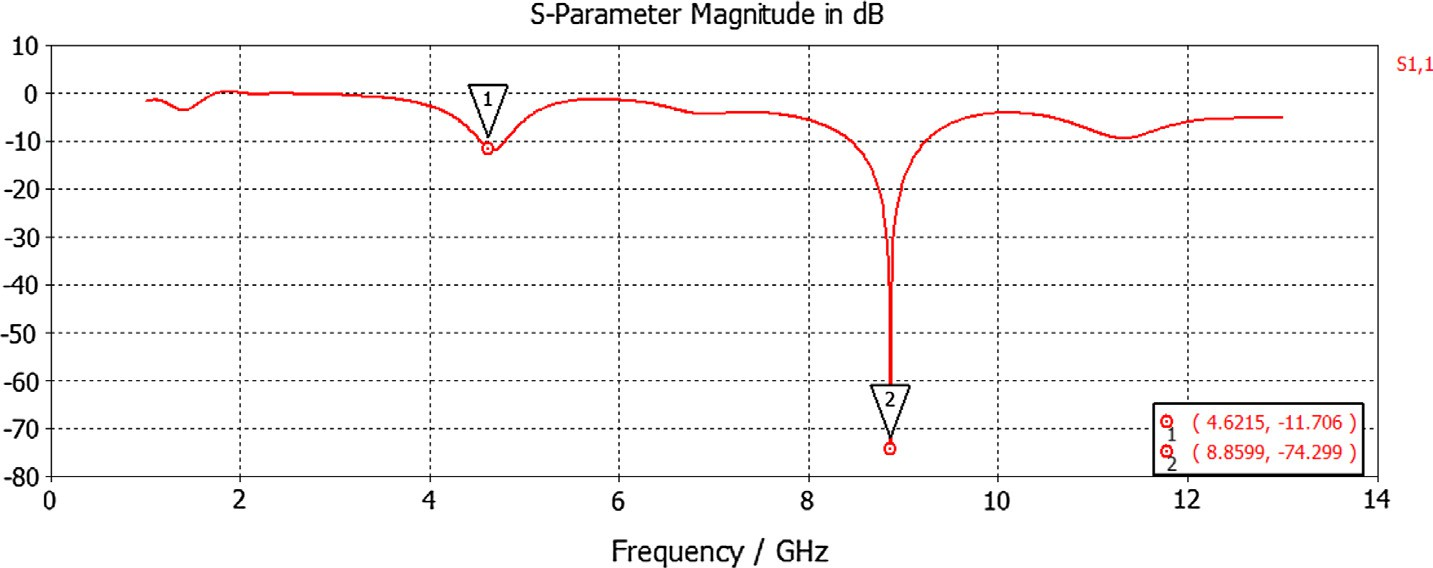 S-Parameter Magnitude in dB
S1,1
10
0
-10
-20
-30
-40
-50
-60
-70
-80
1
2
1 ( 4.6215, -11.706 )
2 ( 8.8599, -74.299 )
0 2 4 6 8 10 12 14
Frequency / GHz